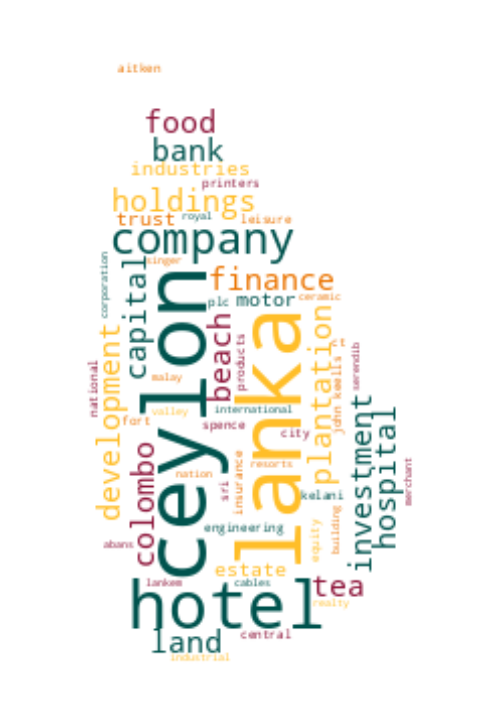 aitken
food
bank
industries
printers
holdings
trust
royal
leisure
company
singer
corporation
capital
ceylon
finance
plc
motor
ceramic
beach
products
lanka
plantation
john keells
serendib
national
development
malay
valley
fort
international
spence
city
colombo
nation
sri
insurance
resorts
kelani
investment
hospital
merchant
engineering
equity
building
abans
estate
lankem
cables
hotel
tea
realty
land
central
industrial